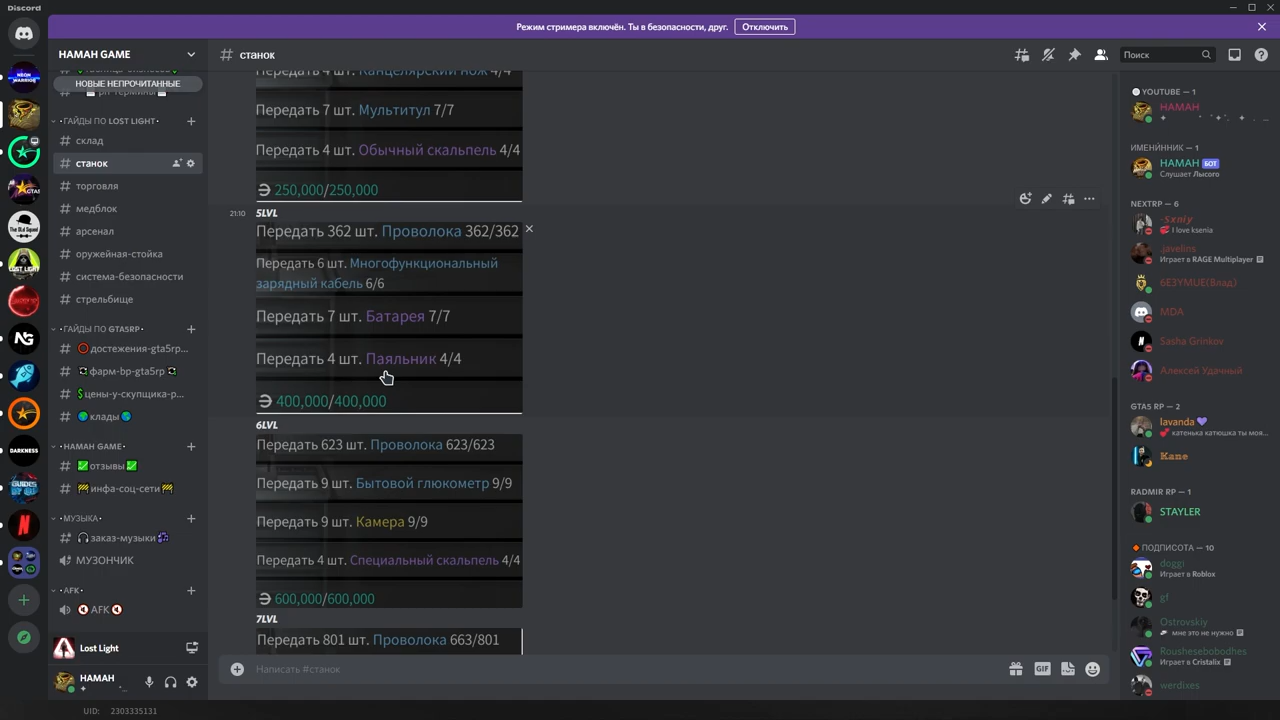 Discord
Режим стримера включён. Ты в безопасности, друг.
Отключить
НАМАН GAME
НОВЫЕ НЕПРОЧИТАННЫЕ
ГАЙДЫ ПО LOST LIGHT
склад
станок
торговля
медблок
арсенал
оружейная-стойка
система-безопасности
стрельбище
ГАЙДЫ ПО GTA5RP
достежения-gta5rp...
фарм-bp-gta5rp
цены-у-скупщика-р...
клады
НАМАН GAME
отзывы
инфа-соц-сети
МУЗЫКА
заказ-музыки
МУЗОНЧИК
AFK
AFK
Lost Light
НАМАН
UID: 2303335131
станок
Поиск
Передать 4 шт. Канцелярский нож 4/4
Передать 7 шт. Мультитул 7/7
Передать 4 шт. Обычный скальпель 4/4
250,000/250,000
21:10
5LVL
Передать 362 шт. Проволока 362/362
Передать 6 шт. Многофункциональный
зарядный кабель 6/6
Передать 7 шт. Батарея 7/7
Передать 4 шт. Паяльник 4/4
400,000/400,000
6LVL
Передать 623 шт. Проволока 623/623
Передать 9 шт. Бытовой глюкометр 9/9
Передать 9 шт. Камера 9/9
Передать 4 шт. Специальный скальпель 4/4
600,000/600,000
7LVL
Передать 801 шт. Проволока 663/801
Написать #станок
GIF
YOUTUBE — 1
НАМАН
ИМЕНИННИК — 1
НАМАН БОТ
Слушает Лысого
NEXTRP — 6
Sxniy
I love ksenia
Javelins
Играет в RAGE Multiplayer
6E3YMUE(Влад)
MDA
Sasha Grinkov
Алексей Удачный
GTA5 RP — 2
lavanda
катенька катюшка ты моя...
Kane
RADMIR RP — 1
STAYLER
ПОДПИСОТА — 10
doggi
Играет в Roblox
gf
Ostrovskiy
мне это не нужно
Roushesebobodhes
Играет в Cristalix
werdixes